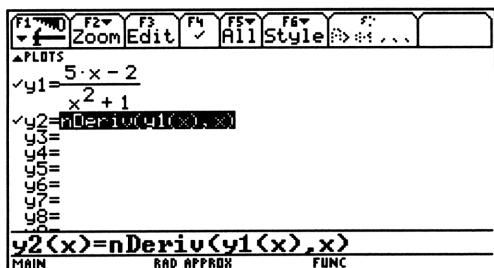 F1 F2 F3 F4 F5 F6 F7
Zoom Edit ✓ All Style ...
PLOTS
✓y1=5·x − 2
x² + 1
✓y2=nDeriv(y1(x),x)
y3=
y4=
y5=
y6=
y7=
y8=
y2(x)=nDeriv(y1(x),x)
MAIN RAD APPROX FUNC